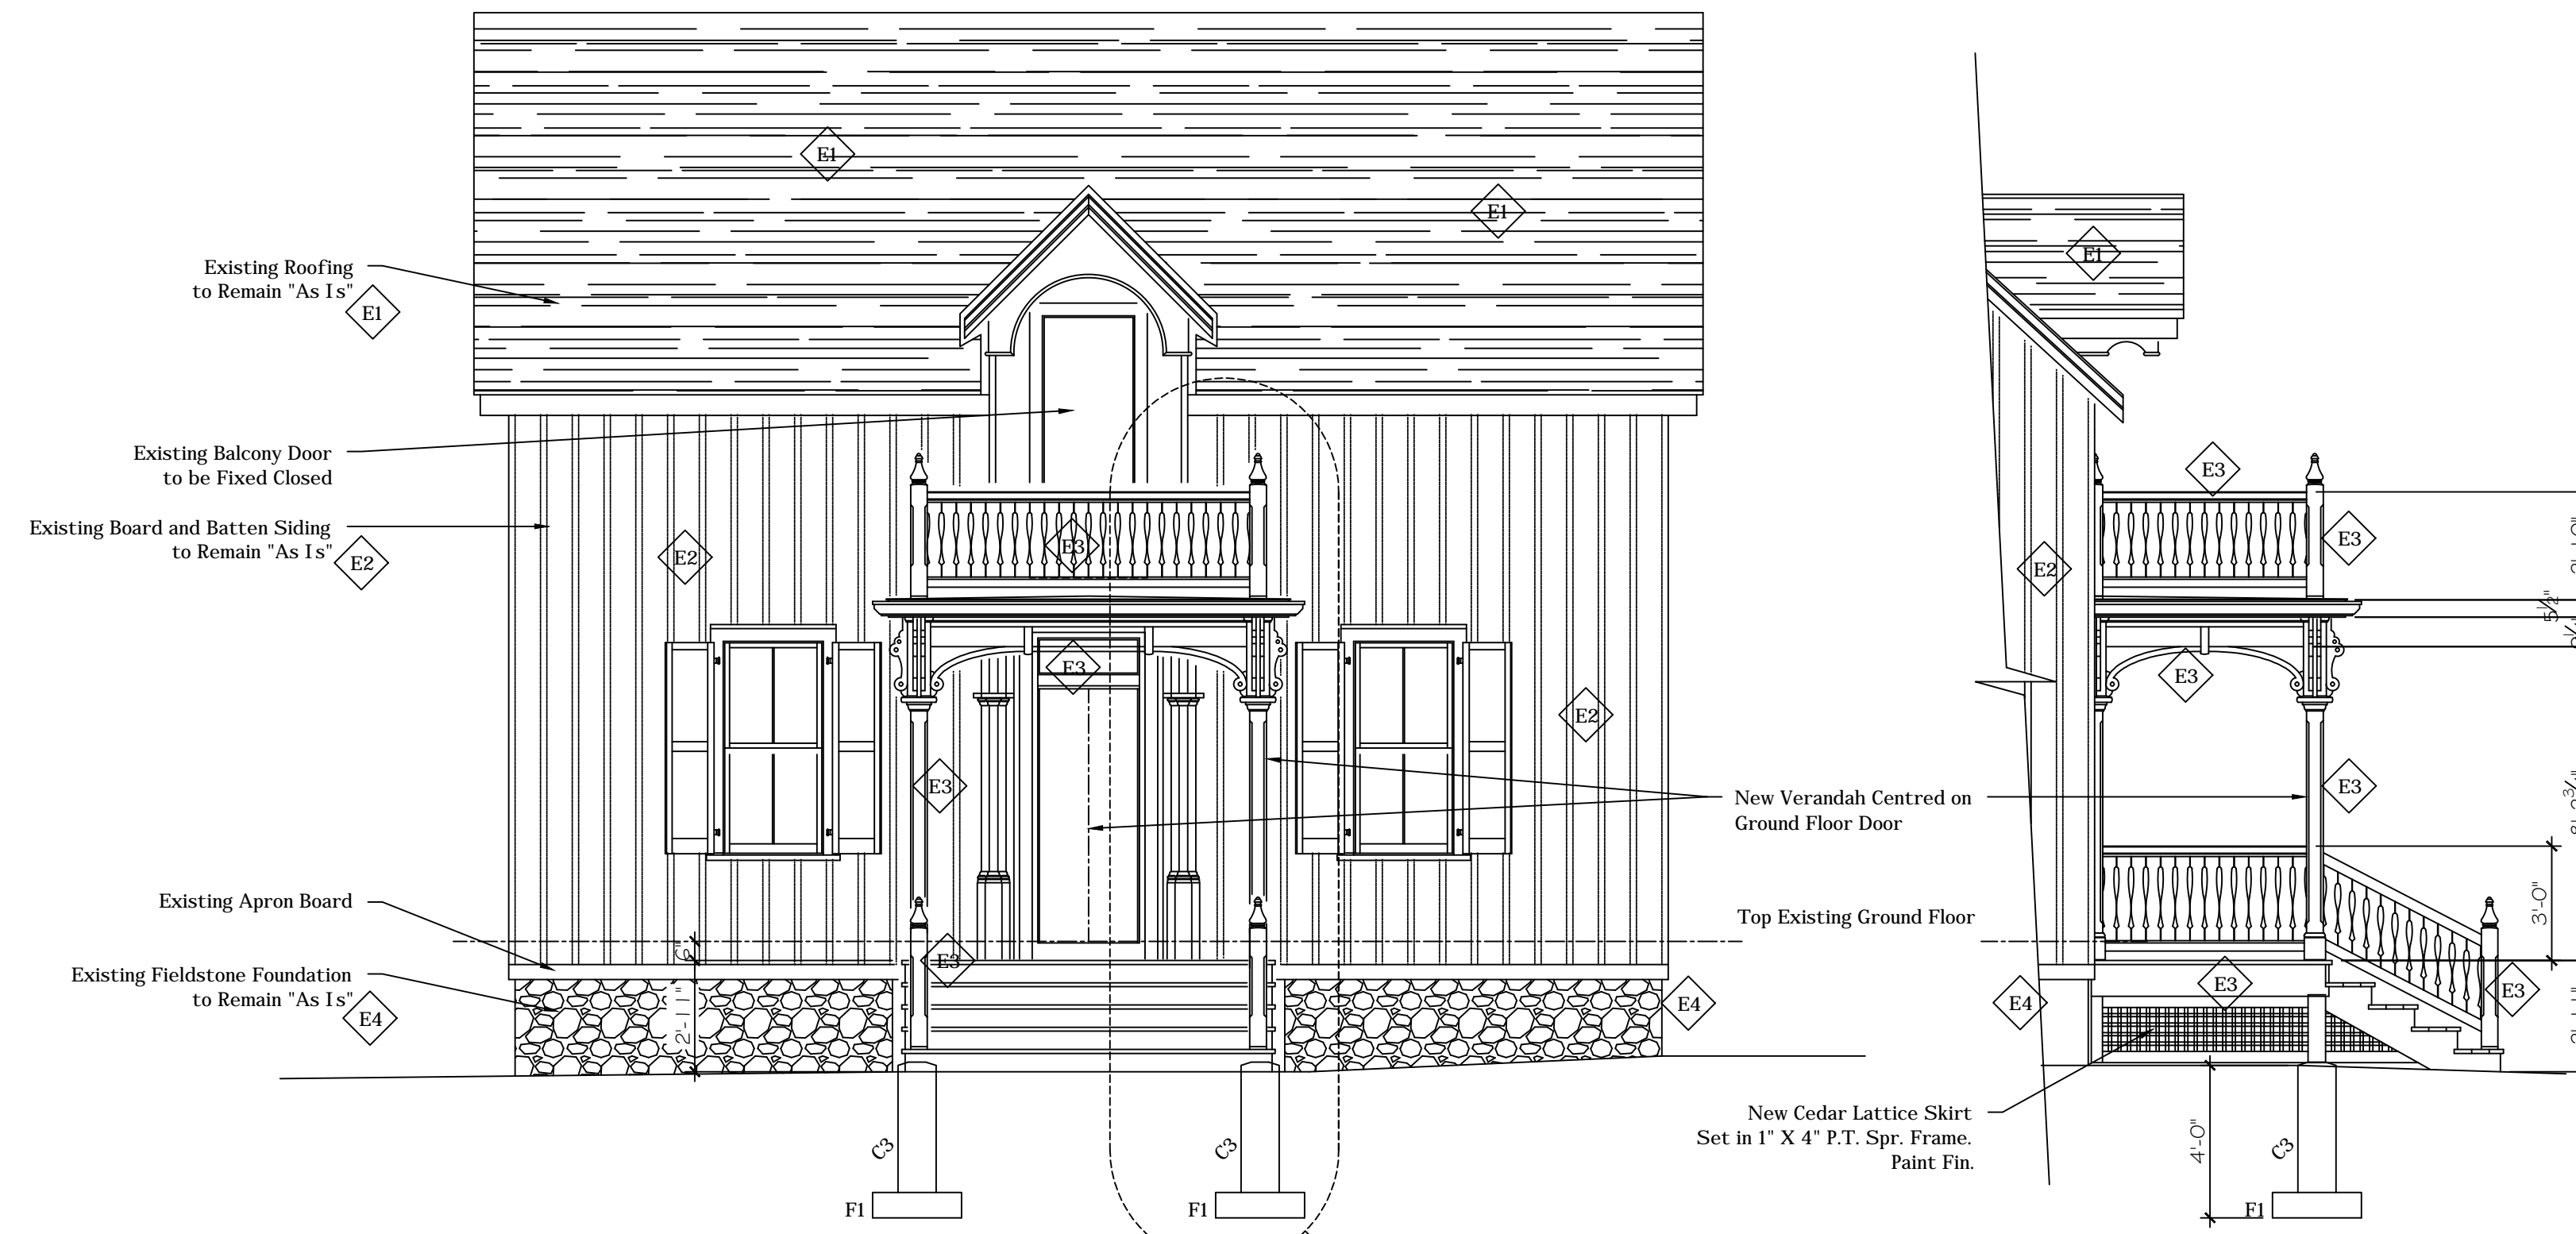 E1
E1
Existing Roofing
to Remain "As Is"
E1
Existing Balcony Door
to be Fixed Closed
Existing Board and Batten Siding
to Remain "As Is"
E2
E2
E3
E3
E2
E3
E3
Existing Apron Board
Existing Fieldstone Foundation
to Remain "As Is"
E4
6"
2'-11"
E4
C3
C3
F1
F1
New Verandah Centred on
Ground Floor Door
Top Existing Ground Floor
New Cedar Lattice Skirt
Set in 1" X 4" P.T. Spr. Frame.
Paint Fin.
E1
E3
E3
E2
5½"
E3
E3
3'-0"
E3
E3
E4
4'-0"
C3
F1